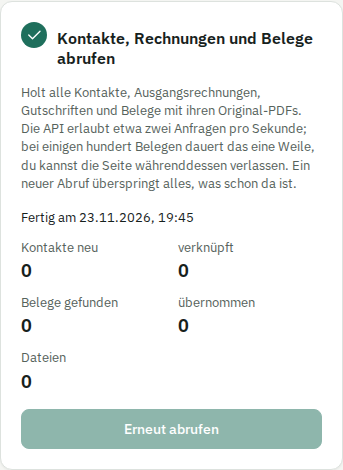 Kontakte, Rechnungen und Belege
abrufen
Holt alle Kontakte, Ausgangsrechnungen,
Gutschriften und Belege mit ihren Original-PDFs.
Die API erlaubt etwa zwei Anfragen pro Sekunde;
bei einigen hundert Belegen dauert das eine Weile,
du kannst die Seite währenddessen verlassen. Ein
neuer Abruf überspringt alles, was schon da ist.
Fertig am 23.11.2026, 19:45
Kontakte neu verknüpft
0 0
Belege gefunden übernommen
0 0
Dateien
0
Erneut abrufen